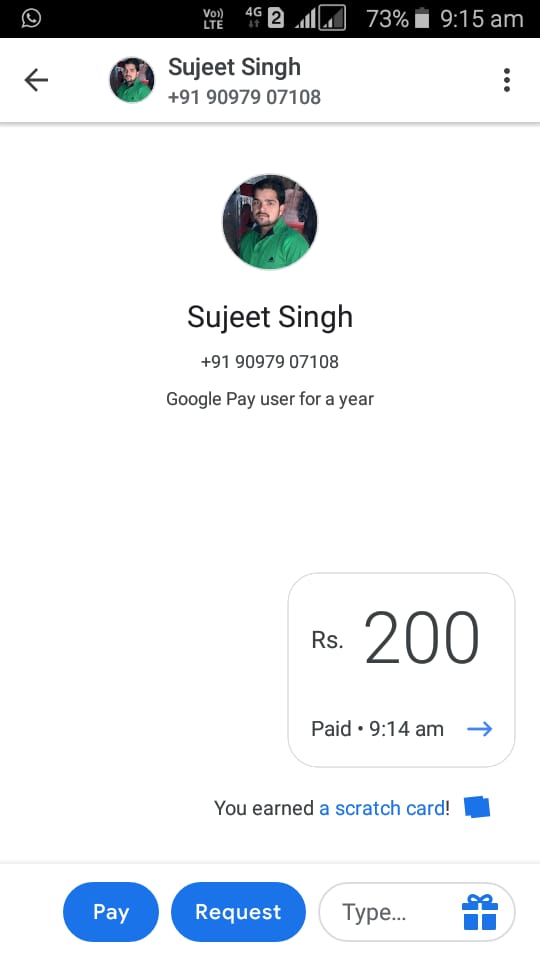 Vo)) LTE 4G 2 73% 9:15 am
Sujeet Singh
+91 90979 07108
Sujeet Singh
+91 90979 07108
Google Pay user for a year
Rs. 200
Paid • 9:14 am
You earned a scratch card!
Pay Request Type...